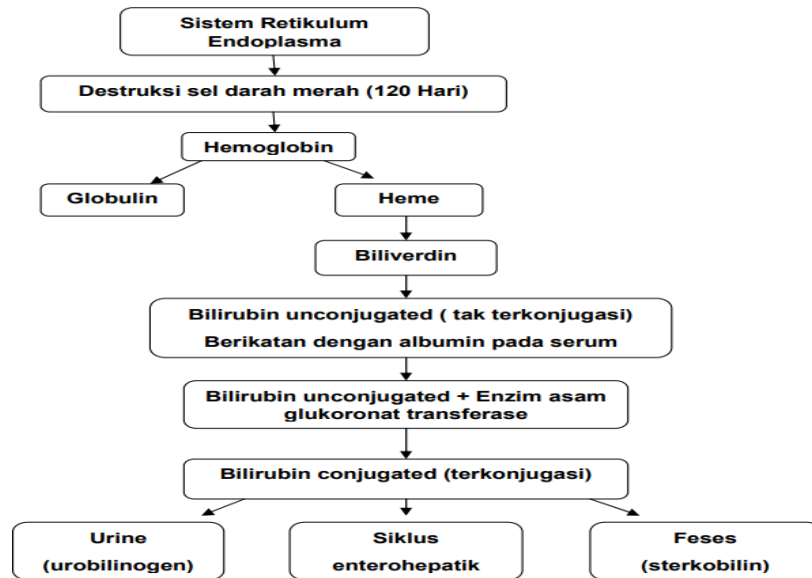 Sistem Retikulum
Endoplasma
Destruksi sel darah merah (120 Hari)
Hemoglobin
Globulin
Heme
Biliverdin
Bilirubin unconjugated ( tak terkonjugasi)
Berikatan dengan albumin pada serum
Bilirubin unconjugated + Enzim asam
glukoronat transferase
Bilirubin conjugated (terkonjugasi)
Urine
(urobilinogen)
Siklus
enterohepatik
Feses
(sterkobilin)